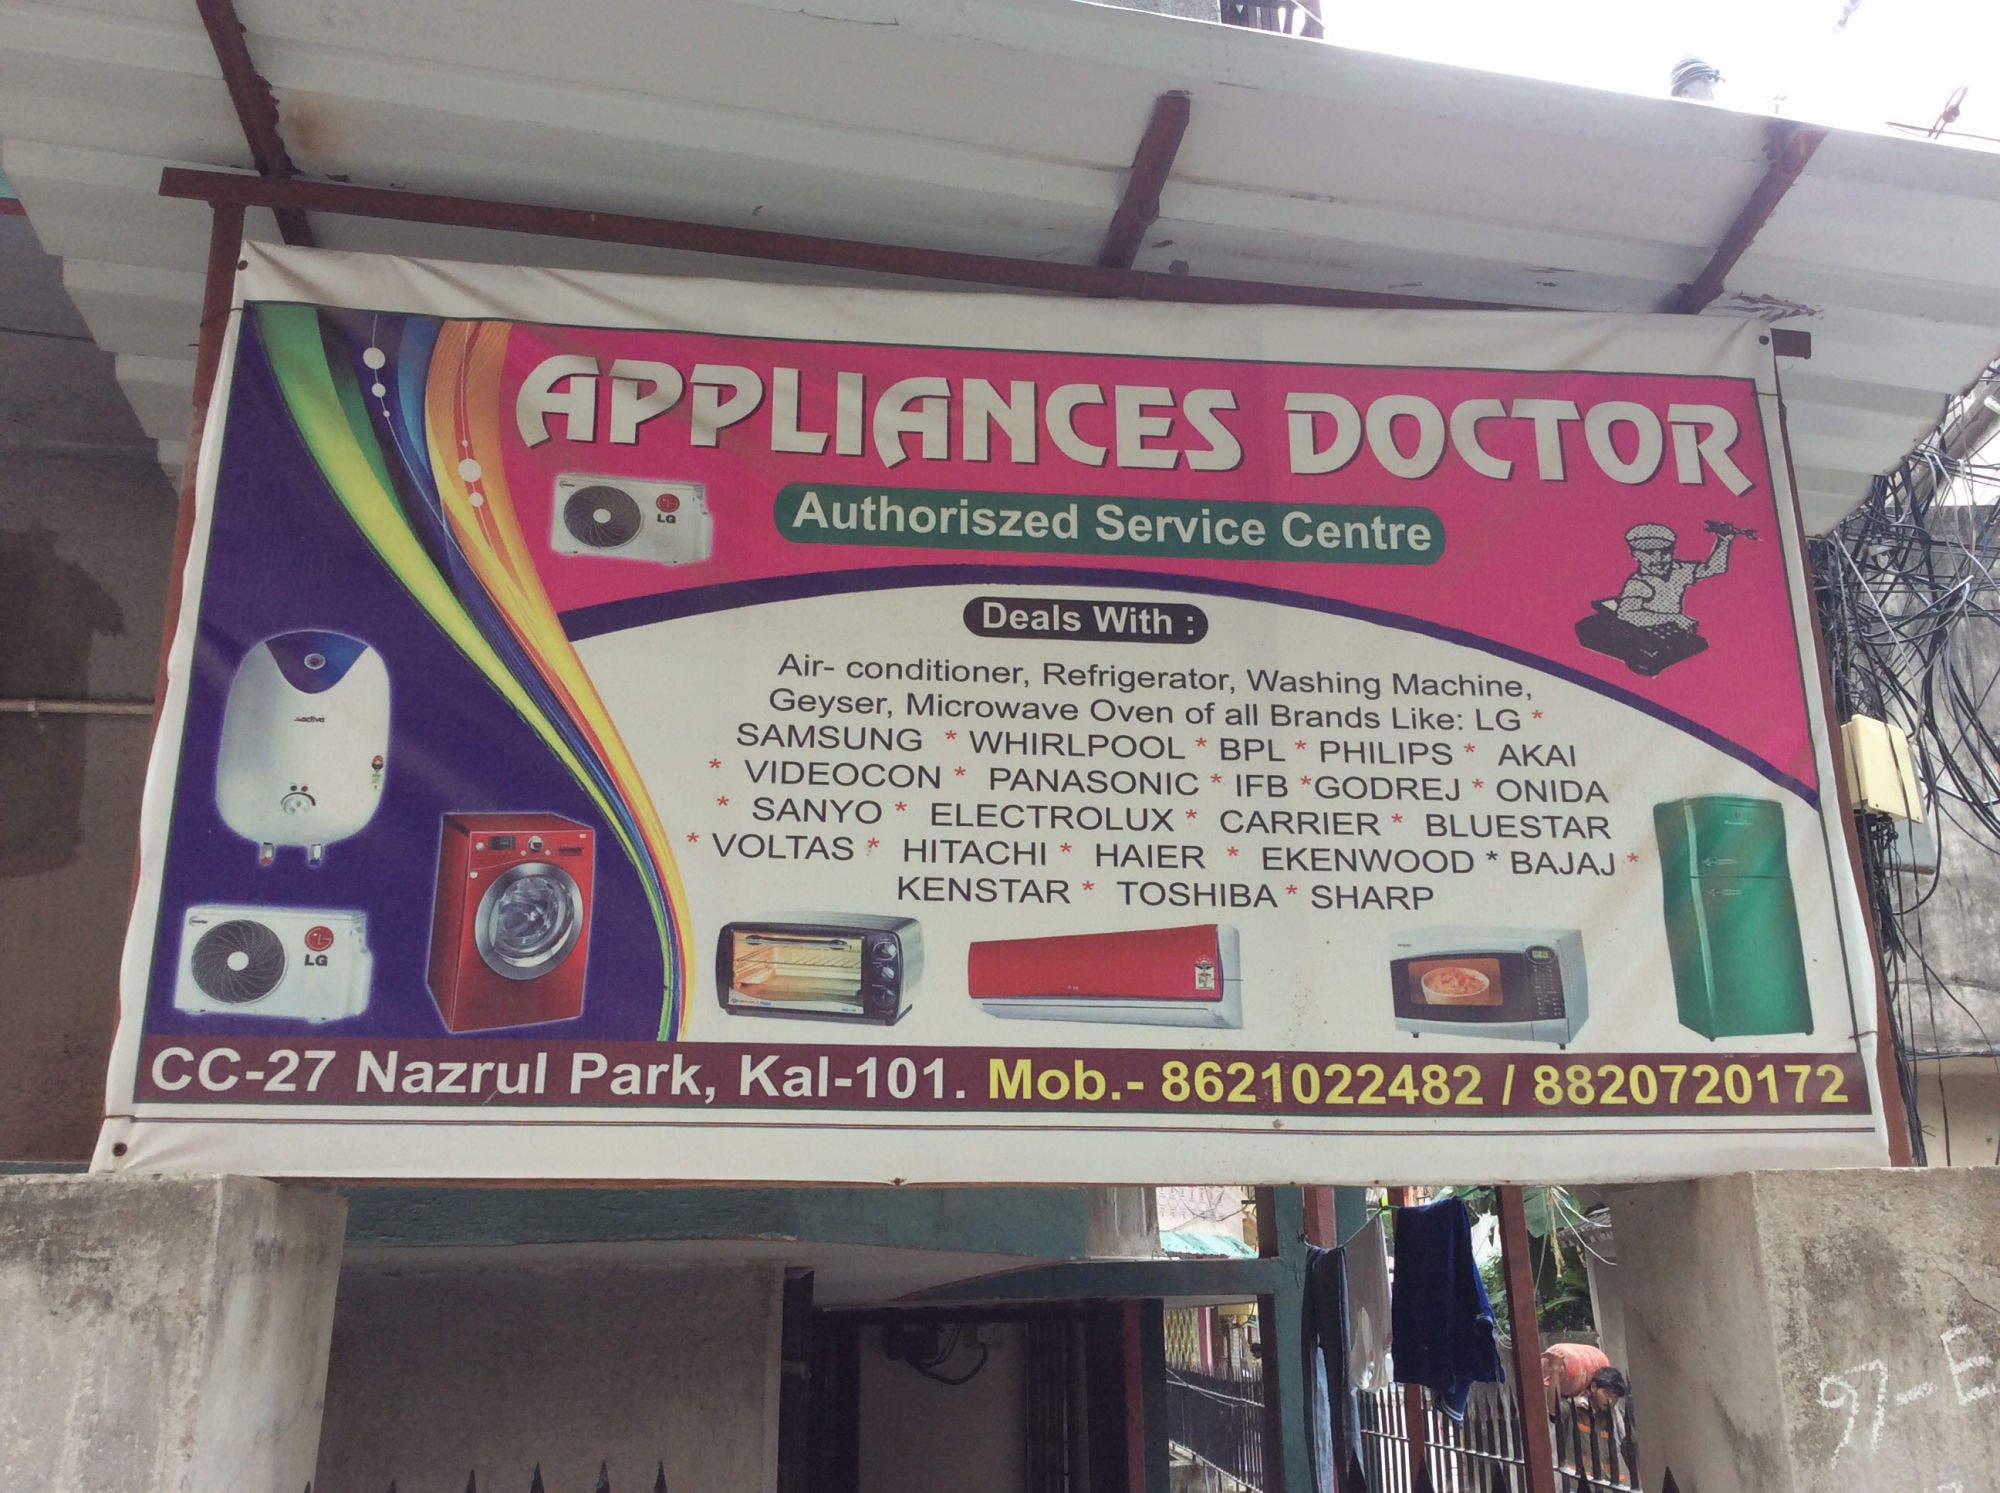 APPLIANCES DOCTOR
LG
Authoriszed Service Centre
Deals With :
Air- conditioner, Refrigerator, Washing Machine,
Geyser, Microwave Oven of all Brands Like: LG *
SAMSUNG * WHIRLPOOL * BPL * PHILIPS * AKAI
* VIDEOCON * PANASONIC * IFB *GODREJ * ONIDA
* SANYO * ELECTROLUX * CARRIER * BLUESTAR
* VOLTAS * HITACHI * HAIER * EKENWOOD * BAJAJ *
KENSTAR * TOSHIBA * SHARP
activa
LG
CC-27 Nazrul Park, Kal-101. Mob.- 8621022482 / 8820720172
97-E